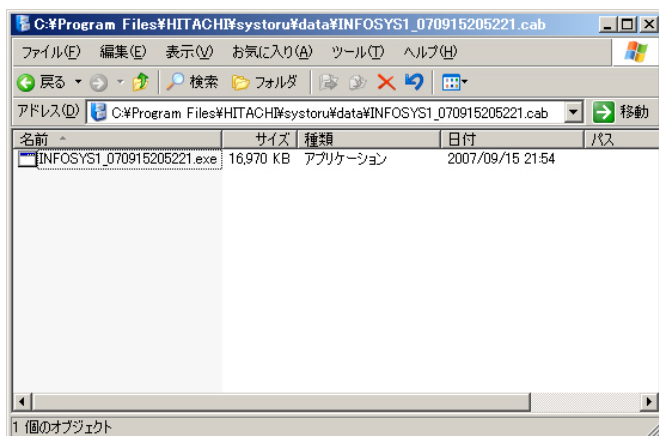 C:¥Program Files¥HITACHI¥systoru¥data¥INFOSYS1_070915205221.cab
ファイル(F) 編集(E) 表示(V) お気に入り(A) ツール(T) ヘルプ(H)
戻る 検索 フォルダ
アドレス(D) C:¥Program Files¥HITACHI¥systoru¥data¥INFOSYS1_070915205221.cab 移動
名前 サイズ 種類 日付 パス
INFOSYS1_070915205221.exe 16,970 KB アプリケーション 2007/09/15 21:54
1 個のオブジェクト